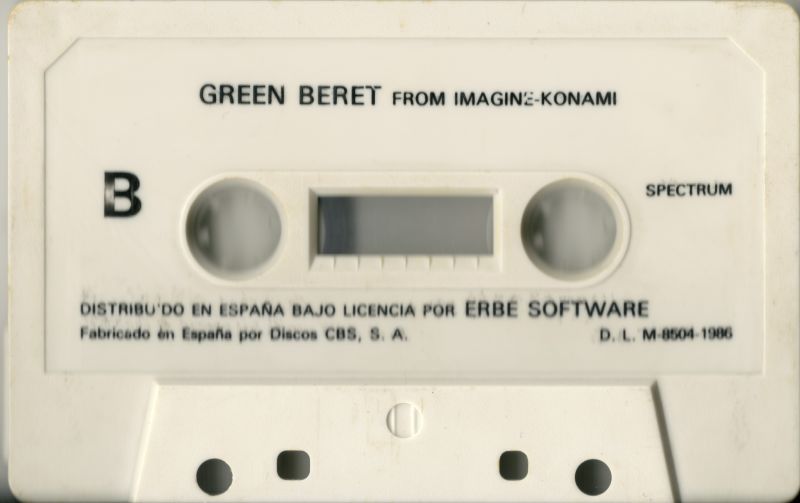 GREEN BERET FROM IMAGINE-KONAMI
B
SPECTRUM
DISTRIBU'DO EN ESPAÑA BAJO LICENCIA POR ERBE SOFTWARE
Fabricado en España por Discos CBS, S. A.
D. L. M-8504-1986